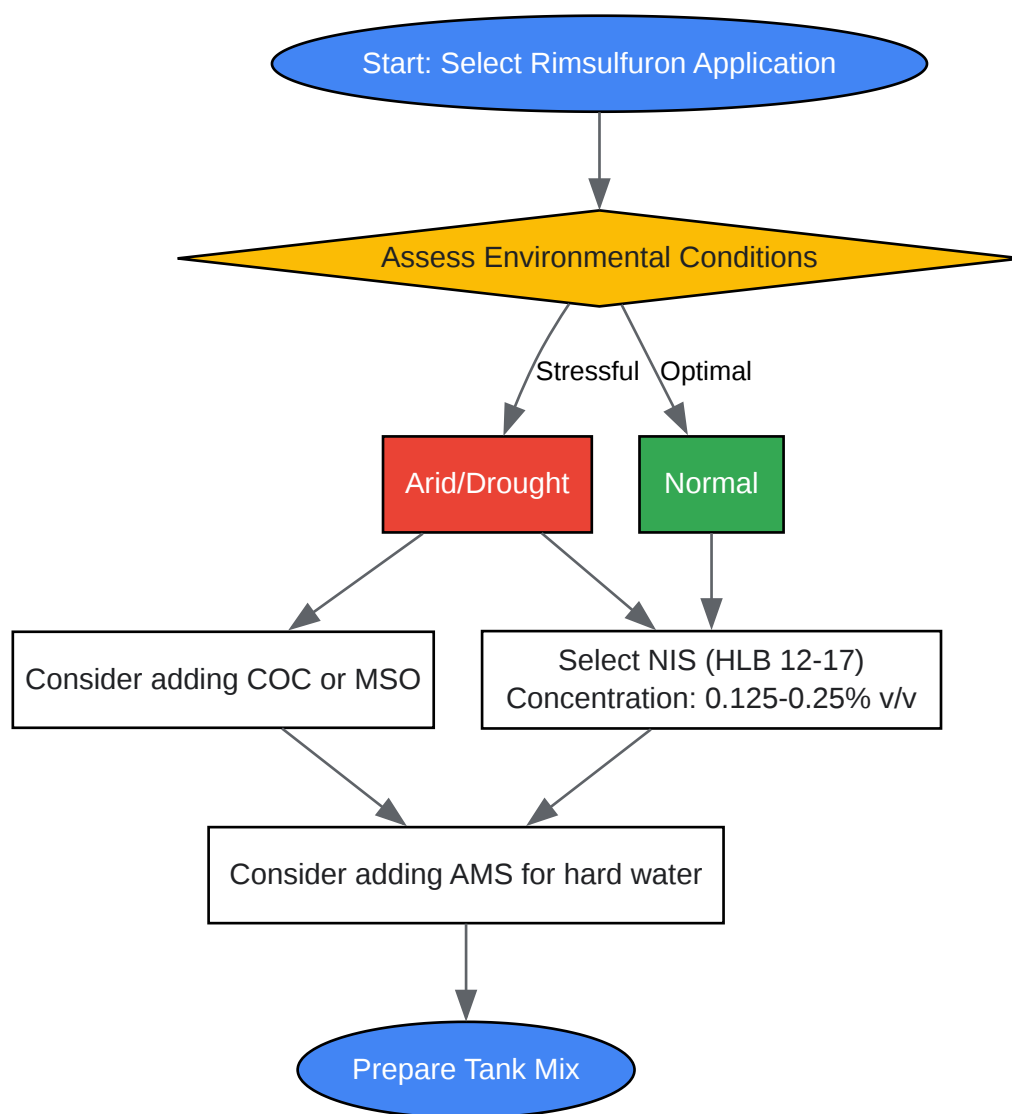 Start: Select Rimsulfuron Application
Assess Environmental Conditions
Stressful
Optimal
Arid/Drought
Normal
Consider adding COC or MSO
Select NIS (HLB 12-17)
Concentration: 0.125-0.25% v/v
Consider adding AMS for hard water
Prepare Tank Mix